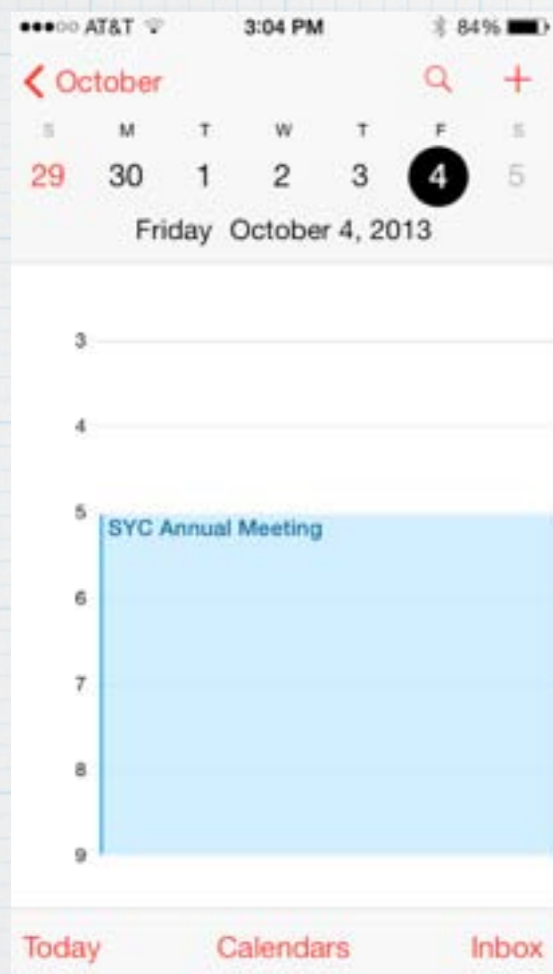 AT&T 3:04 PM 84%
October
S M T W T F S
29 30 1 2 3 4 5
Friday October 4, 2013
3
4
5
SYC Annual Meeting
6
7
8
9
Today Calendars Inbox